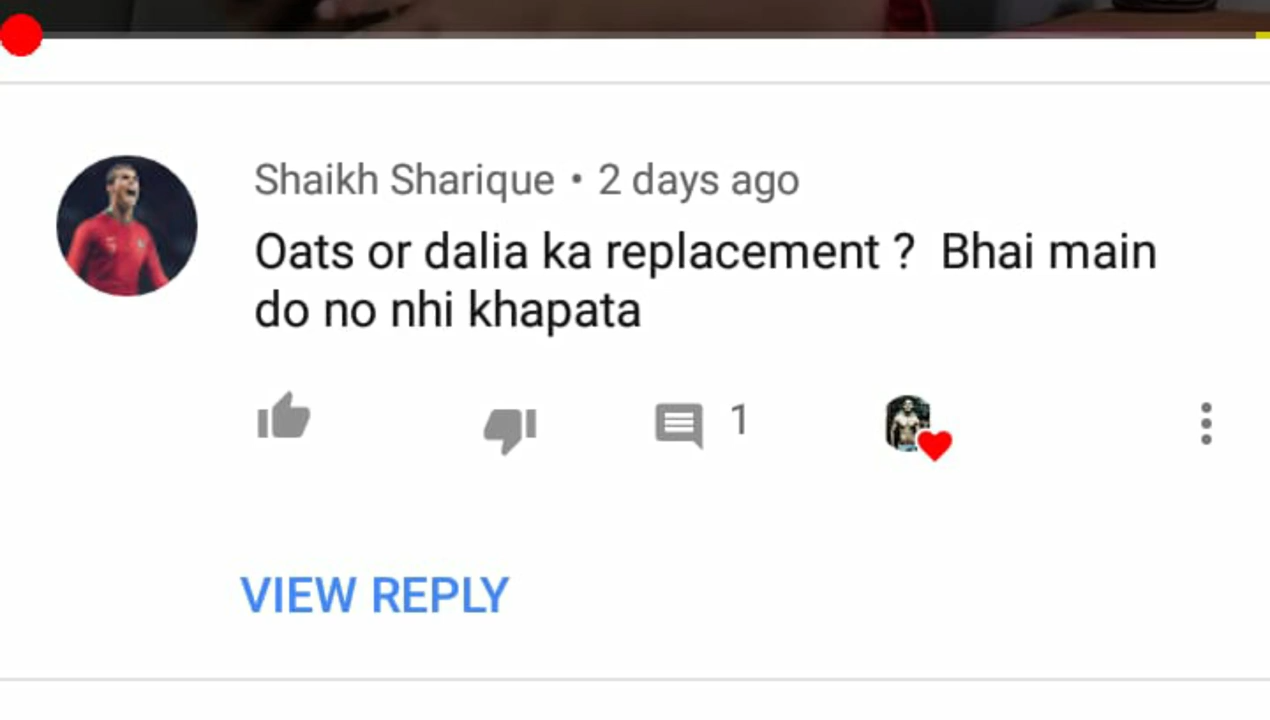 Shaikh Sharique • 2 days ago
Oats or dalia ka replacement ? Bhai main
do no nhi khapata
1
VIEW REPLY